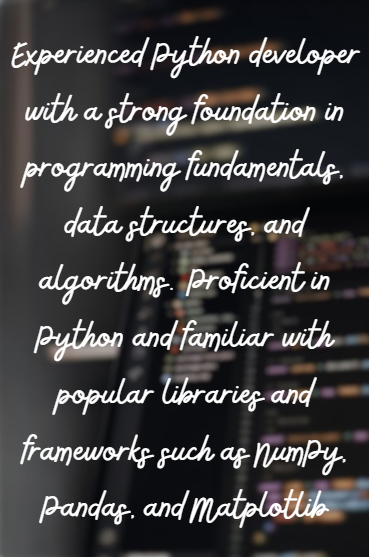 Experienced Python developer
with a strong foundation in
programming fundamentals,
data structures, and
algorithms. Proficient in
Python and familiar with
popular libraries and
frameworks such as NumPy,
Pandas, and Matplotlib